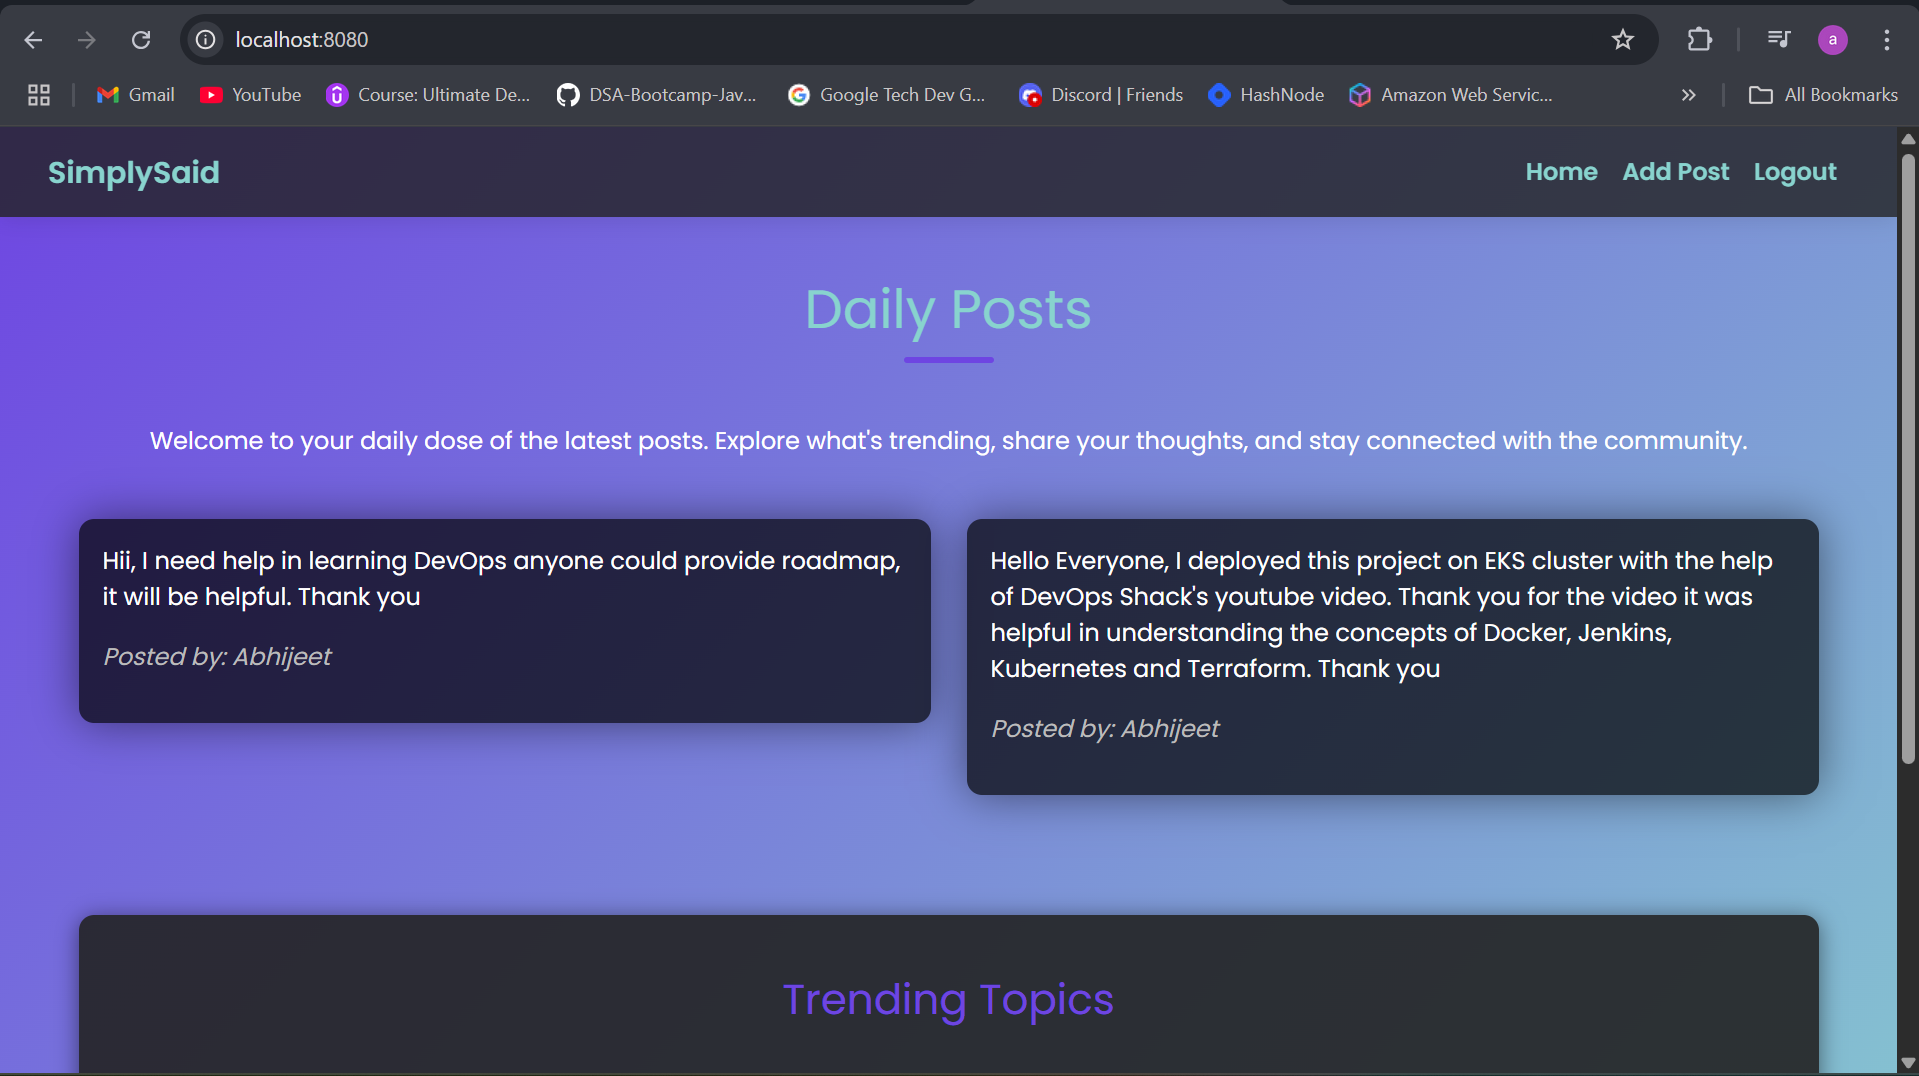 localhost:8080
a
Gmail
YouTube
Course: Ultimate De...
DSA-Bootcamp-Jav...
Google Tech Dev G...
Discord | Friends
HashNode
Amazon Web Servic...
All Bookmarks
SimplySaid
Home
Add Post
Logout
Daily Posts
Welcome to your daily dose of the latest posts. Explore what's trending, share your thoughts, and stay connected with the community.
Hii, I need help in learning DevOps anyone could provide roadmap,
it will be helpful. Thank you
Posted by: Abhijeet
Hello Everyone, I deployed this project on EKS cluster with the help
of DevOps Shack's youtube video. Thank you for the video it was
helpful in understanding the concepts of Docker, Jenkins,
Kubernetes and Terraform. Thank you
Posted by: Abhijeet
Trending Topics